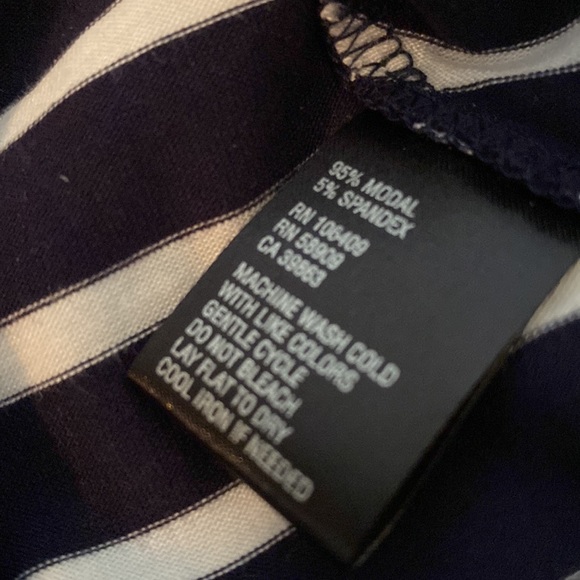 95% MODAL
5% SPANDEX
RN 106409
RN 58909
CA 39863
MACHINE WASH COLD
WITH LIKE COLORS
GENTLE CYCLE
DO NOT BLEACH
LAY FLAT TO DRY
COOL IRON IF NEEDED